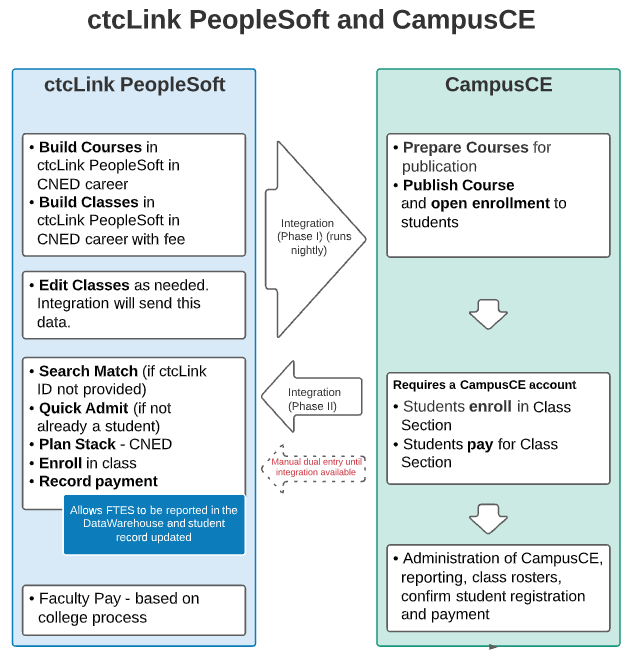 ctcLink PeopleSoft and CampusCE
ctcLink PeopleSoft
• Build Courses in
ctcLink PeopleSoft in
CNED career
• Build Classes in
ctcLink PeopleSoft in
CNED career with fee
• Edit Classes as needed.
Integration will send this
data.
• Search Match (if ctcLink
ID not provided)
• Quick Admit (if not
already a student)
• Plan Stack - CNED
• Enroll in class
• Record payment
Allows FTES to be reported in the
DataWarehouse and student
record updated
• Faculty Pay - based on
college process
Integration
(Phase I) (runs
nightly)
Integration
(Phase II)
Manual dual entry until
integration available
CampusCE
• Prepare Courses for
publication
• Publish Course
and open enrollment to
students
Requires a CampusCE account
• Students enroll in Class
Section
• Students pay for Class
Section
• Administration of CampusCE,
reporting, class rosters,
confirm student registration
and payment